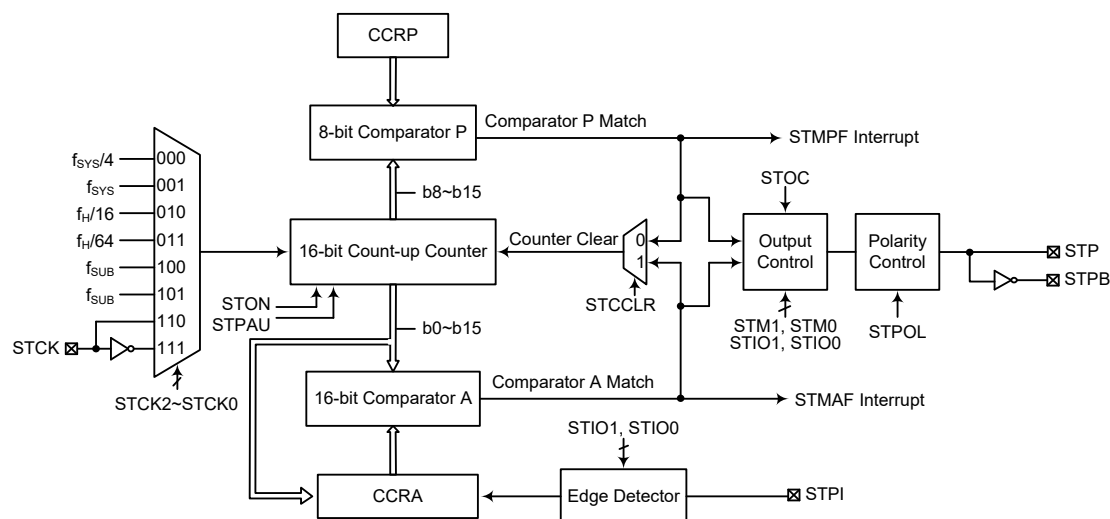 CCRP
8-bit Comparator P
Comparator P Match
STMPF Interrupt
fSYS/4
000
fSYS
001
fH/16
010
fH/64
011
fSUB
100
fSUB
101
110
111
STCK
STCK2~STCK0
b8~b15
16-bit Count-up Counter
STON
STPAU
b0~b15
Counter Clear
0
1
STCCLR
STOC
Output
Control
STM1, STM0
STIO1, STIO0
Polarity
Control
STPOL
STP
STPB
16-bit Comparator A
Comparator A Match
STMAF Interrupt
STIO1, STIO0
CCRA
Edge Detector
STPI